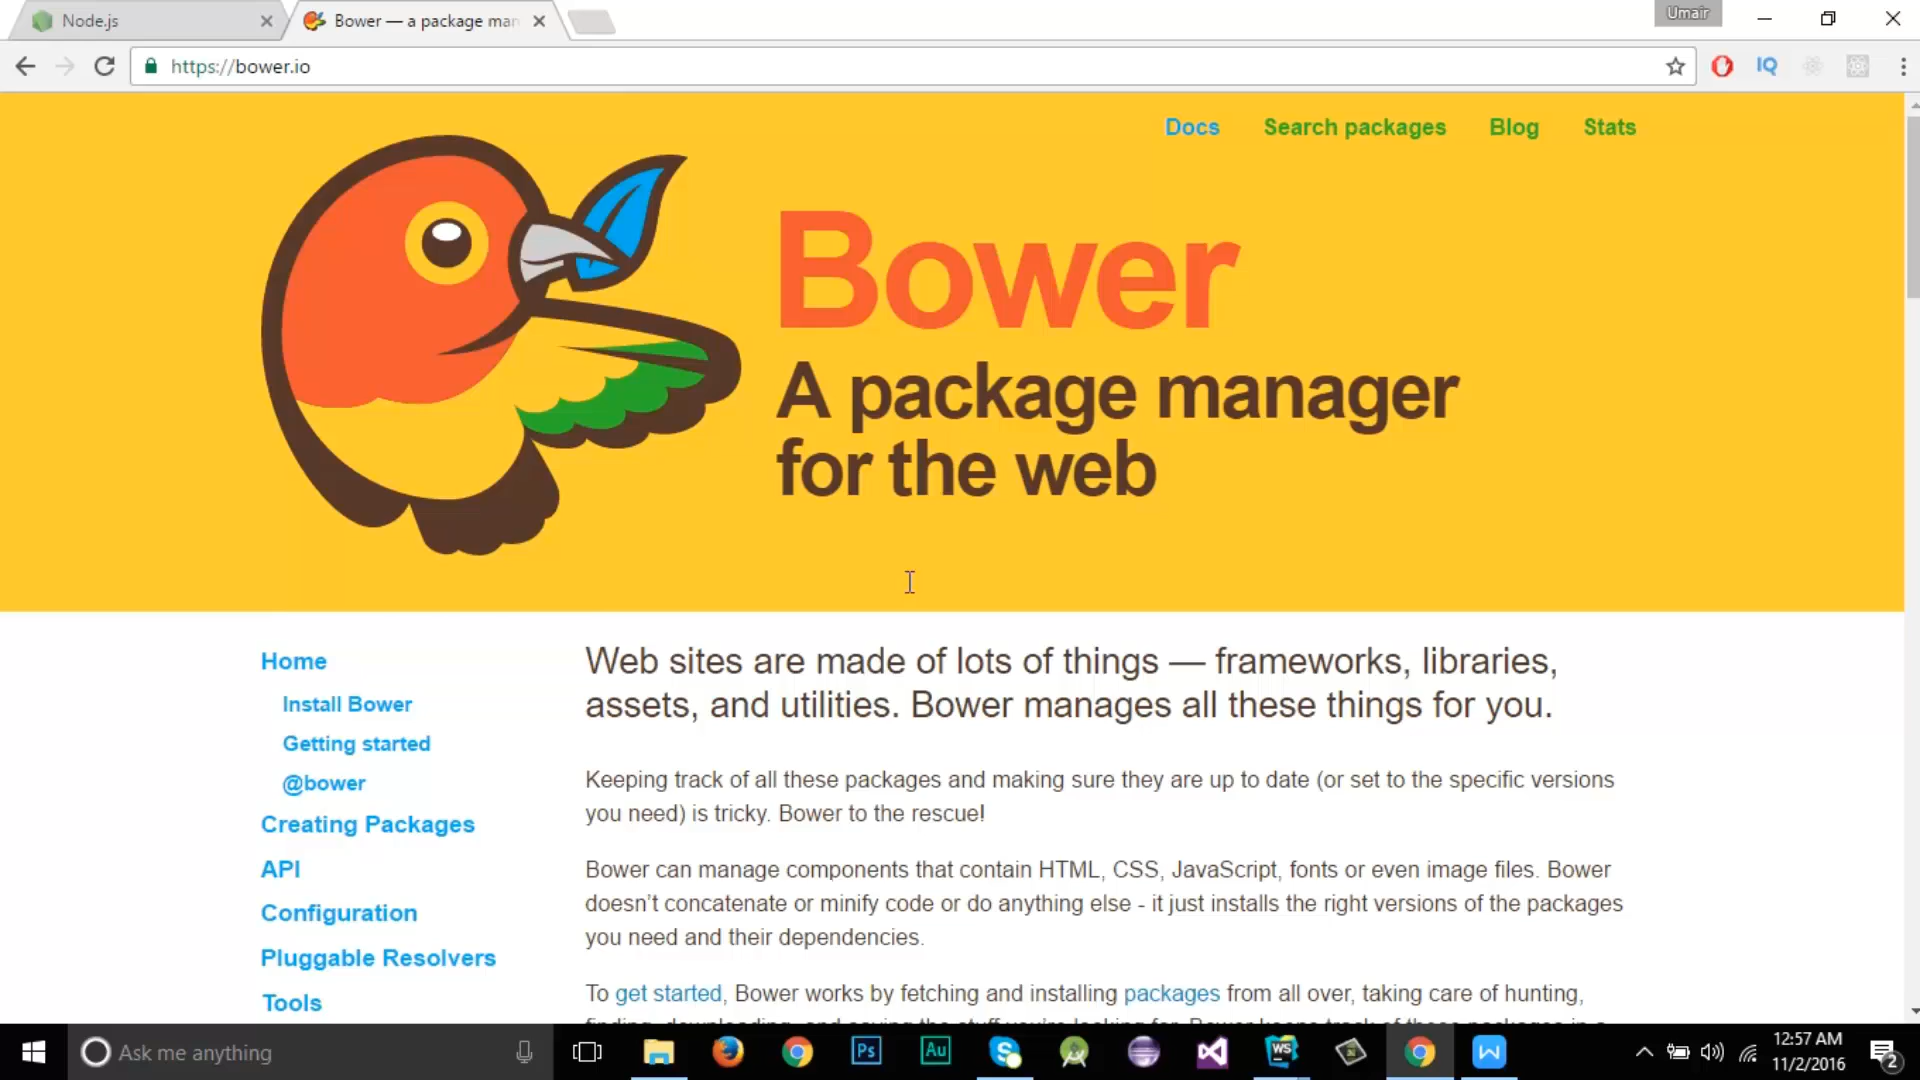 Node.js
Bower — a package man
Umair
https://bower.io
IQ
Docs
Search packages
Blog
Stats
Bower
A package manager
for the web
Home
Install Bower
Getting started
@bower
Creating Packages
API
Configuration
Pluggable Resolvers
Tools
Web sites are made of lots of things — frameworks, libraries,
assets, and utilities. Bower manages all these things for you.
Keeping track of all these packages and making sure they are up to date (or set to the specific versions
you need) is tricky. Bower to the rescue!
Bower can manage components that contain HTML, CSS, JavaScript, fonts or even image files. Bower
doesn’t concatenate or minify code or do anything else - it just installs the right versions of the packages
you need and their dependencies.
To get started, Bower works by fetching and installing packages from all over, taking care of hunting,
Ask me anything
Ps
Au
WS
W
12:57 AM
11/2/2016
2